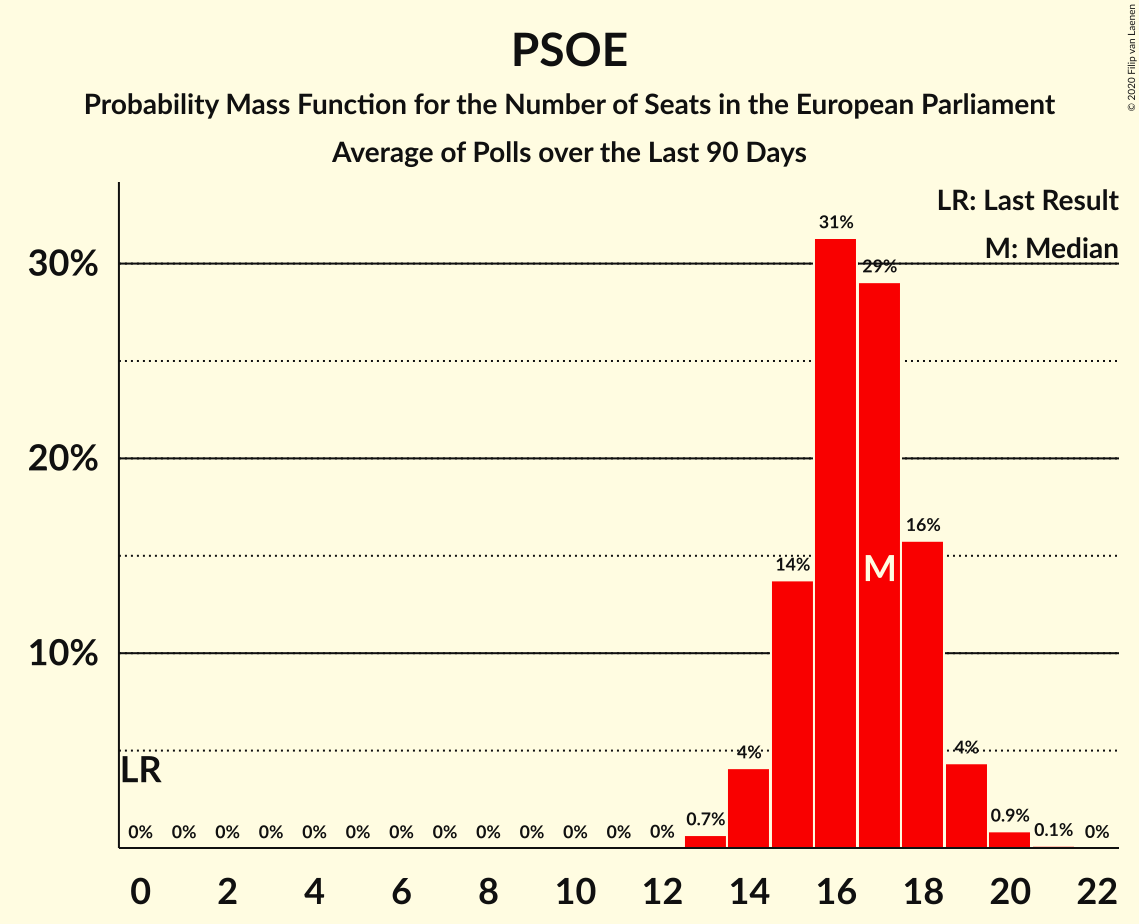 PSOE
Probability Mass Function for the Number of Seats in the European Parliament
Average of Polls over the Last 90 Days
© 2020 Filip van Laenen
LR: Last Result
M: Median
30%
20%
10%
31%
29%
16%
14%
M
4%
4%
LR
0% 0% 0% 0% 0% 0% 0% 0% 0% 0% 0% 0% 0% 0.7% 0.9% 0.1% 0%
0 2 4 6 8 10 12 14 16 18 20 22